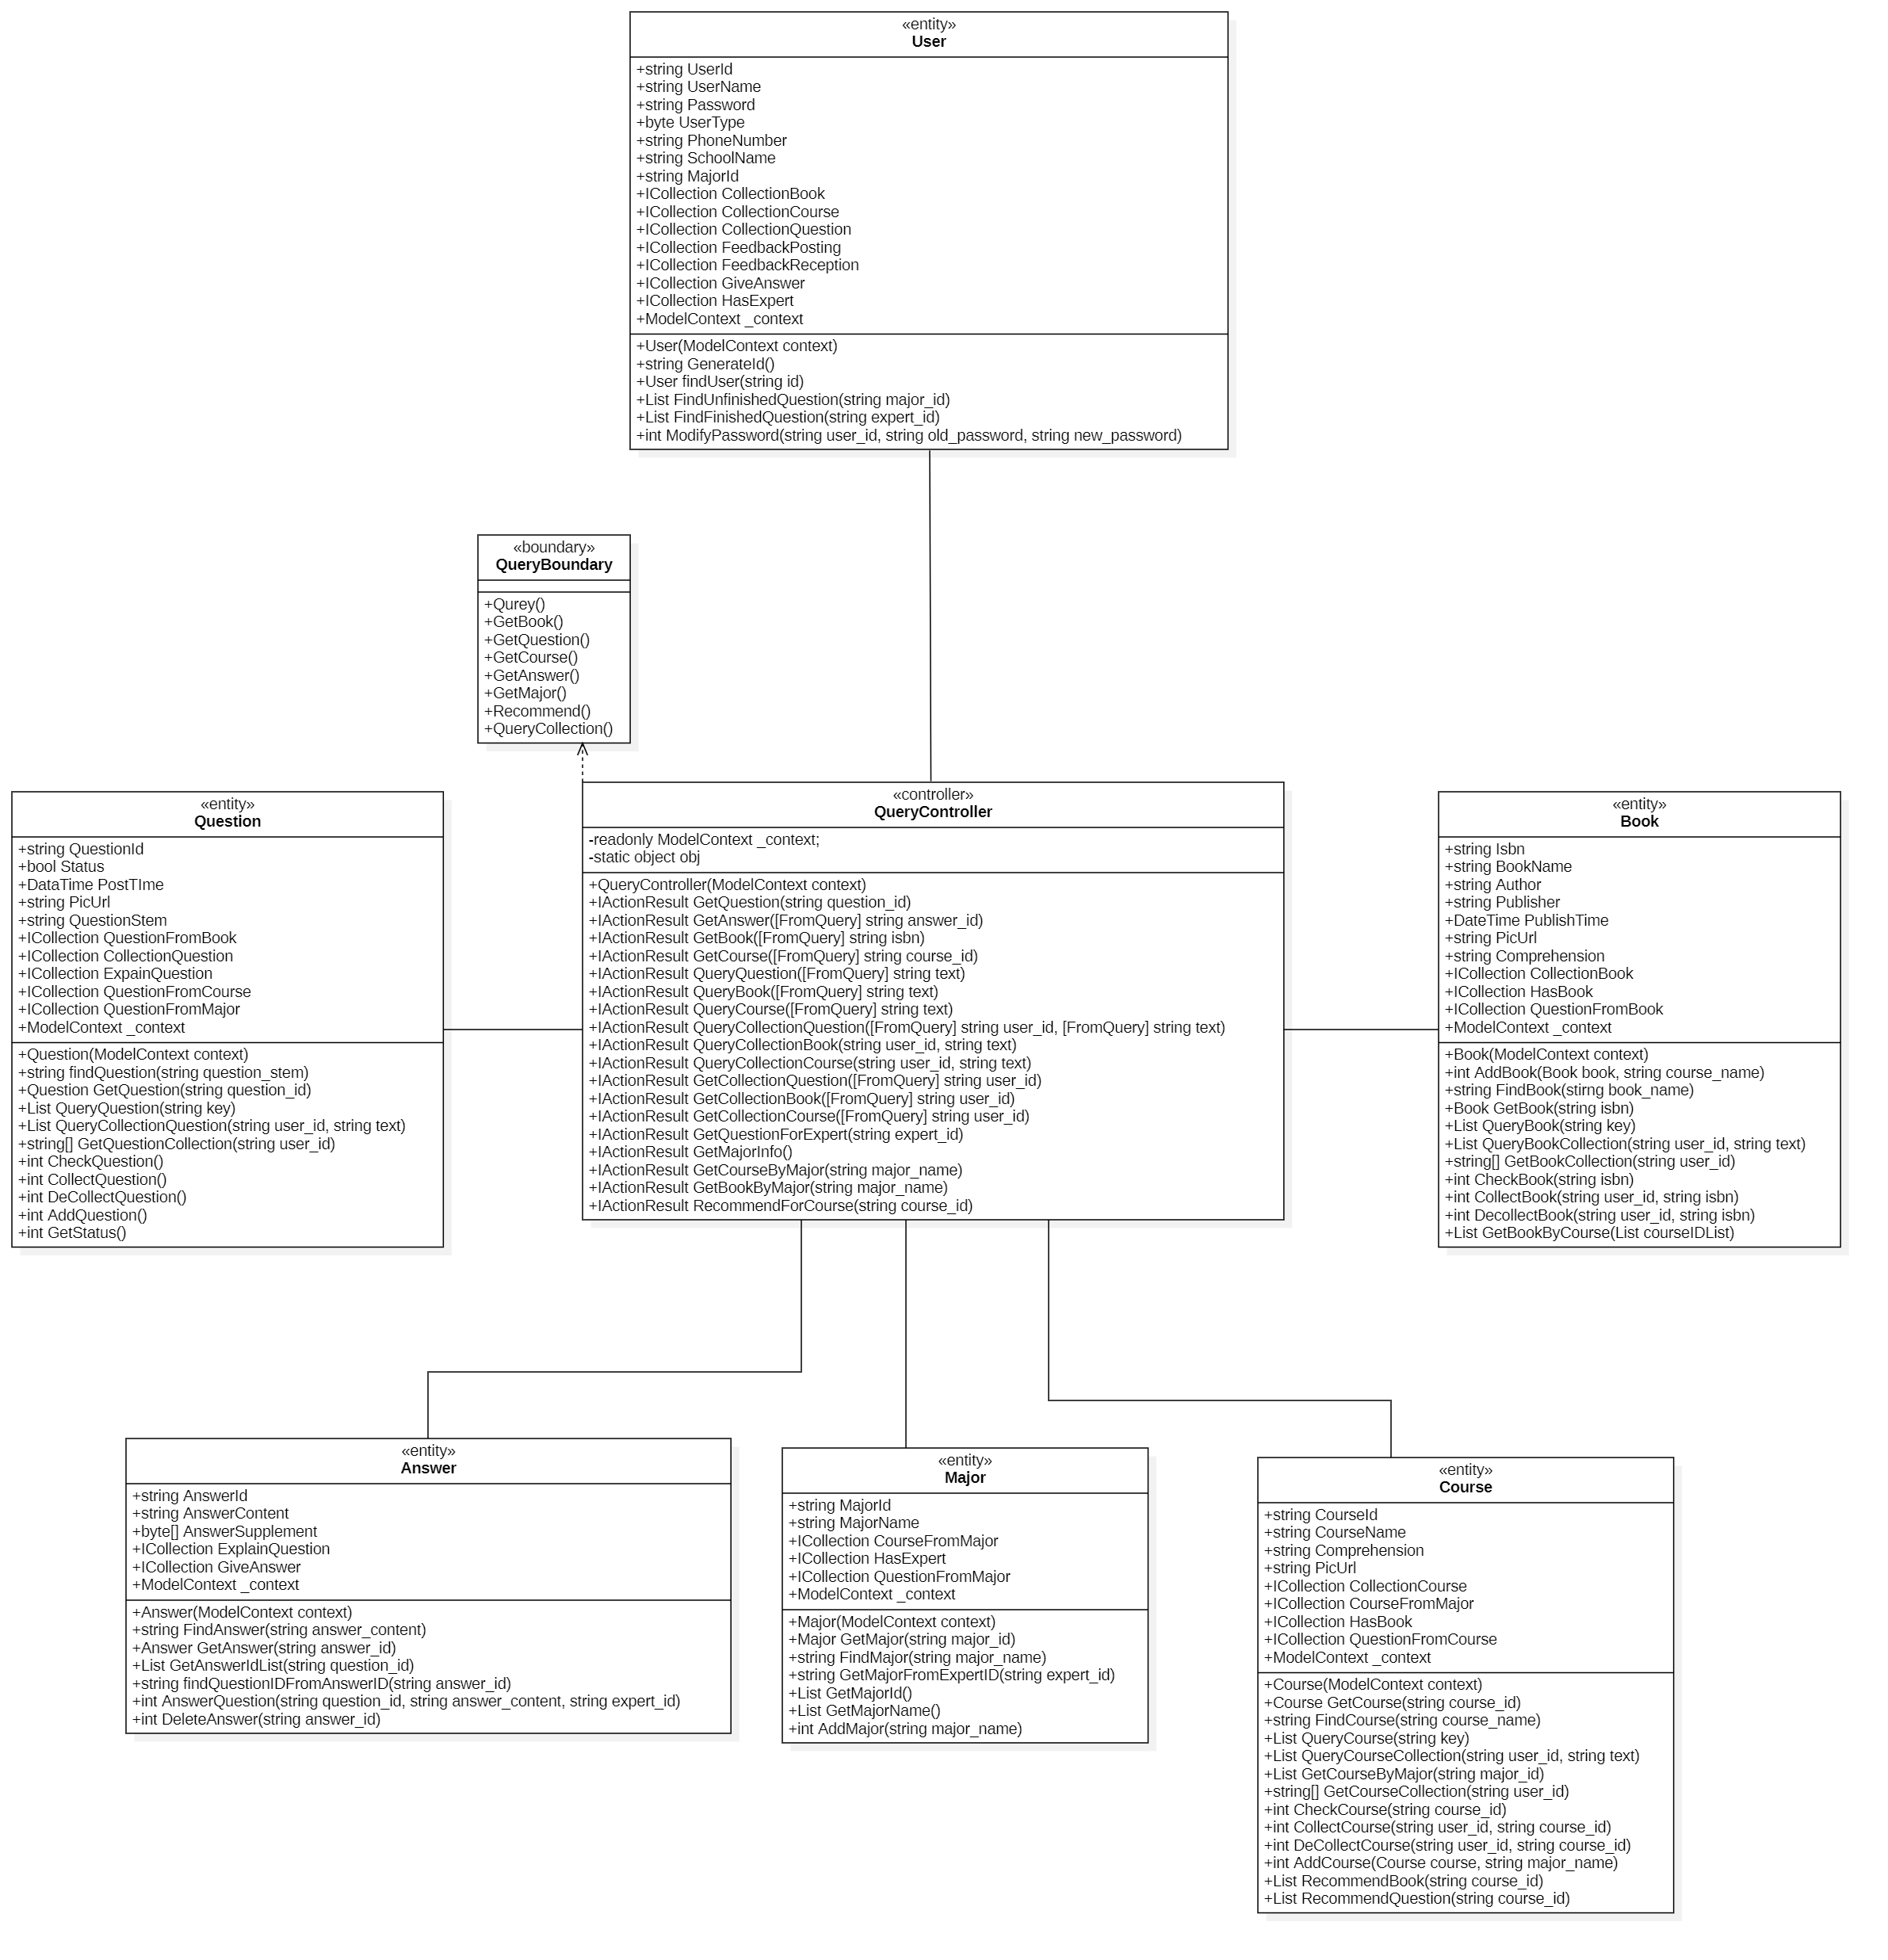 «entity»
User
+string UserId
+string UserName
+string Password
+byte UserType
+string PhoneNumber
+string SchoolName
+string MajorId
+ICollection CollectionBook
+ICollection CollectionCourse
+ICollection CollectionQuestion
+ICollection FeedbackPosting
+ICollection FeedbackReception
+ICollection GiveAnswer
+ICollection HasExpert
+ModelContext _context
+User(ModelContext context)
+string GenerateId()
+User findUser(string id)
+List FindUnfinishedQuestion(string major_id)
+List FindFinishedQuestion(string expert_id)
+int ModifyPassword(string user_id, string old_password, string new_password)
«boundary»
QueryBoundary
+Qurey()
+GetBook()
+GetQuestion()
+GetCourse()
+GetAnswer()
+GetMajor()
+Recommend()
+QueryCollection()
«entity»
Question
+string QuestionId
+bool Status
+DataTime PostTIme
+string PicUrl
+string QuestionStem
+ICollection QuestionFromBook
+ICollection CollectionQuestion
+ICollection ExpainQuestion
+ICollection QuestionFromCourse
+ICollection QuestionFromMajor
+ModelContext _context
+Question(ModelContext context)
+string findQuestion(string question_stem)
+Question GetQuestion(string question_id)
+List QueryQuestion(string key)
+List QueryCollectionQuestion(string user_id, string text)
+string[] GetQuestionCollection(string user_id)
+int CheckQuestion()
+int CollectQuestion()
+int DeCollectQuestion()
+int AddQuestion()
+int GetStatus()
«controller»
QueryController
-readonly ModelContext _context;
-static object obj
+QueryController(ModelContext context)
+IActionResult GetQuestion(string question_id)
+IActionResult GetAnswer([FromQuery] string answer_id)
+IActionResult GetBook([FromQuery] string isbn)
+IActionResult GetCourse([FromQuery] string course_id)
+IActionResult QueryQuestion([FromQuery] string text)
+IActionResult QueryBook([FromQuery] string text)
+IActionResult QueryCourse([FromQuery] string text)
+IActionResult QueryCollectionQuestion([FromQuery] string user_id, [FromQuery] string text)
+IActionResult QueryCollectionBook(string user_id, string text)
+IActionResult QueryCollectionCourse(string user_id, string text)
+IActionResult GetCollectionQuestion([FromQuery] string user_id)
+IActionResult GetCollectionBook([FromQuery] string user_id)
+IActionResult GetCollectionCourse([FromQuery] string user_id)
+IActionResult GetQuestionForExpert(string expert_id)
+IActionResult GetMajorInfo()
+IActionResult GetCourseByMajor(string major_name)
+IActionResult GetBookByMajor(string major_name)
+IActionResult RecommendForCourse(string course_id)
«entity»
Book
+string Isbn
+string BookName
+string Author
+string Publisher
+DateTime PublishTime
+string PicUrl
+string Comprehension
+ICollection CollectionBook
+ICollection HasBook
+ICollection QuestionFromBook
+ModelContext _context
+Book(ModelContext context)
+int AddBook(Book book, string course_name)
+string FindBook(stirng book_name)
+Book GetBook(string isbn)
+List QueryBook(string key)
+List QueryBookCollection(string user_id, string text)
+string[] GetBookCollection(string user_id)
+int CheckBook(string isbn)
+int CollectBook(string user_id, string isbn)
+int DecollectBook(string user_id, string isbn)
+List GetBookByCourse(List courseIDList)
«entity»
Answer
+string AnswerId
+string AnswerContent
+byte[] AnswerSupplement
+ICollection ExplainQuestion
+ICollection GiveAnswer
+ModelContext _context
+Answer(ModelContext context)
+string FindAnswer(string answer_content)
+Answer GetAnswer(string answer_id)
+List GetAnswerIdList(string question_id)
+string findQuestionIDFromAnswerID(string answer_id)
+int AnswerQuestion(string question_id, string answer_content, string expert_id)
+int DeleteAnswer(string answer_id)
«entity»
Major
+string MajorId
+string MajorName
+ICollection CourseFromMajor
+ICollection HasExpert
+ICollection QuestionFromMajor
+ModelContext _context
+Major(ModelContext context)
+Major GetMajor(string major_id)
+string FindMajor(string major_name)
+string GetMajorFromExpertID(string expert_id)
+List GetMajorId()
+List GetMajorName()
+int AddMajor(string major_name)
«entity»
Course
+string CourseId
+string CourseName
+string Comprehension
+string PicUrl
+ICollection CollectionCourse
+ICollection CourseFromMajor
+ICollection HasBook
+ICollection QuestionFromCourse
+ModelContext _context
+Course(ModelContext context)
+Course GetCourse(string course_id)
+string FindCourse(string course_name)
+List QueryCourse(string key)
+List QueryCourseCollection(string user_id, string text)
+List GetCourseByMajor(string major_id)
+string[] GetCourseCollection(string user_id)
+int CheckCourse(string course_id)
+int CollectCourse(string user_id, string course_id)
+int DeCollectCourse(string user_id, string course_id)
+int AddCourse(Course course, string major_name)
+List RecommendBook(string course_id)
+List RecommendQuestion(string course_id)